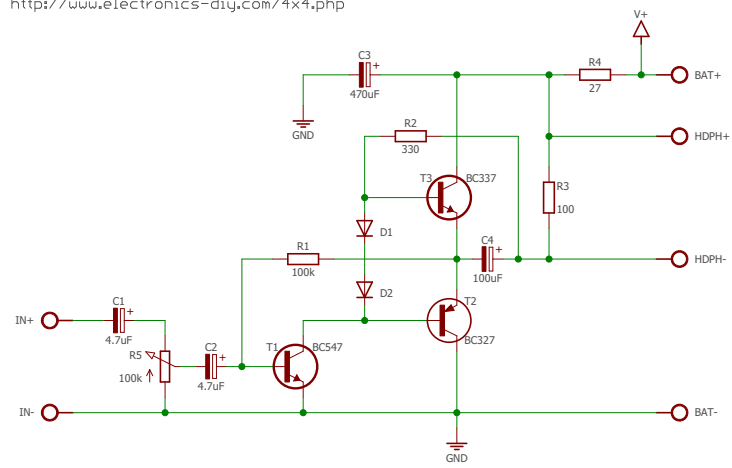 http://www.electronics-diy.com/4x4.php
V+
C3
+
470uF
R4
27
BAT+
GND
R2
330
HDPH+
T3
BC337
R3
100
D1
R1
100k
C4
+
100uF
HDPH-
D2
T2
BC327
IN+
C1
+
4.7uF
R5
100k
C2
+
4.7uF
T1
BC547
IN-
BAT-
GND